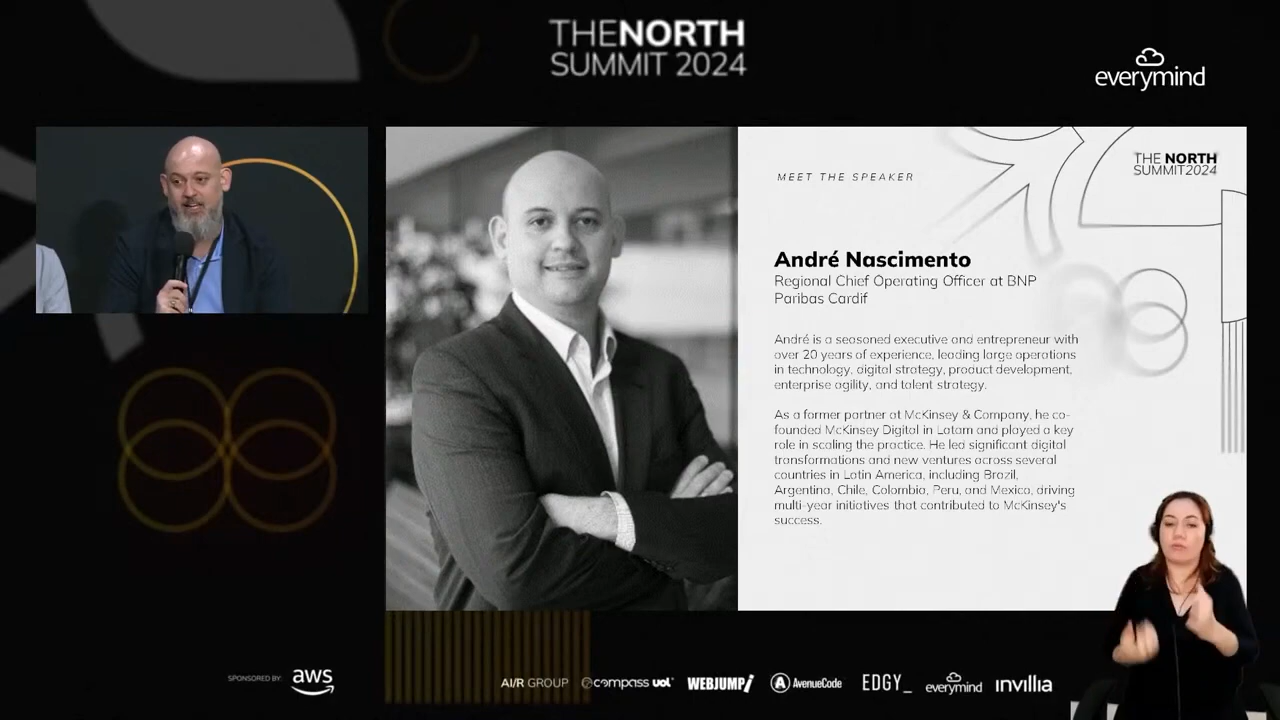 THENORTH
SUMMIT 2024
everymind
MEET THE SPEAKER
THE NORTH
SUMMIT2024
André Nascimento
Regional Chief Operating Officer at BNP
Paribas Cardif
André is a seasoned executive and entrepreneur with
over 20 years of experience, leading large operations
in technology, digital strategy, product development,
enterprise agility, and talent strategy.
As a former partner at McKinsey & Company, he co-
founded McKinsey Digital in Latam and played a key
role in scaling the practice. He led significant digital
transformations and new ventures across several
countries in Latin America, including Brazil,
Argentina, Chile, Colombia, Peru, and Mexico, driving
multi-year initiatives that contributed to McKinsey's
success.
SPONSORED BY: aws
AI/R GROUP compass uol WEBJUMP! AvenueCode EDGY_ everymind invillia